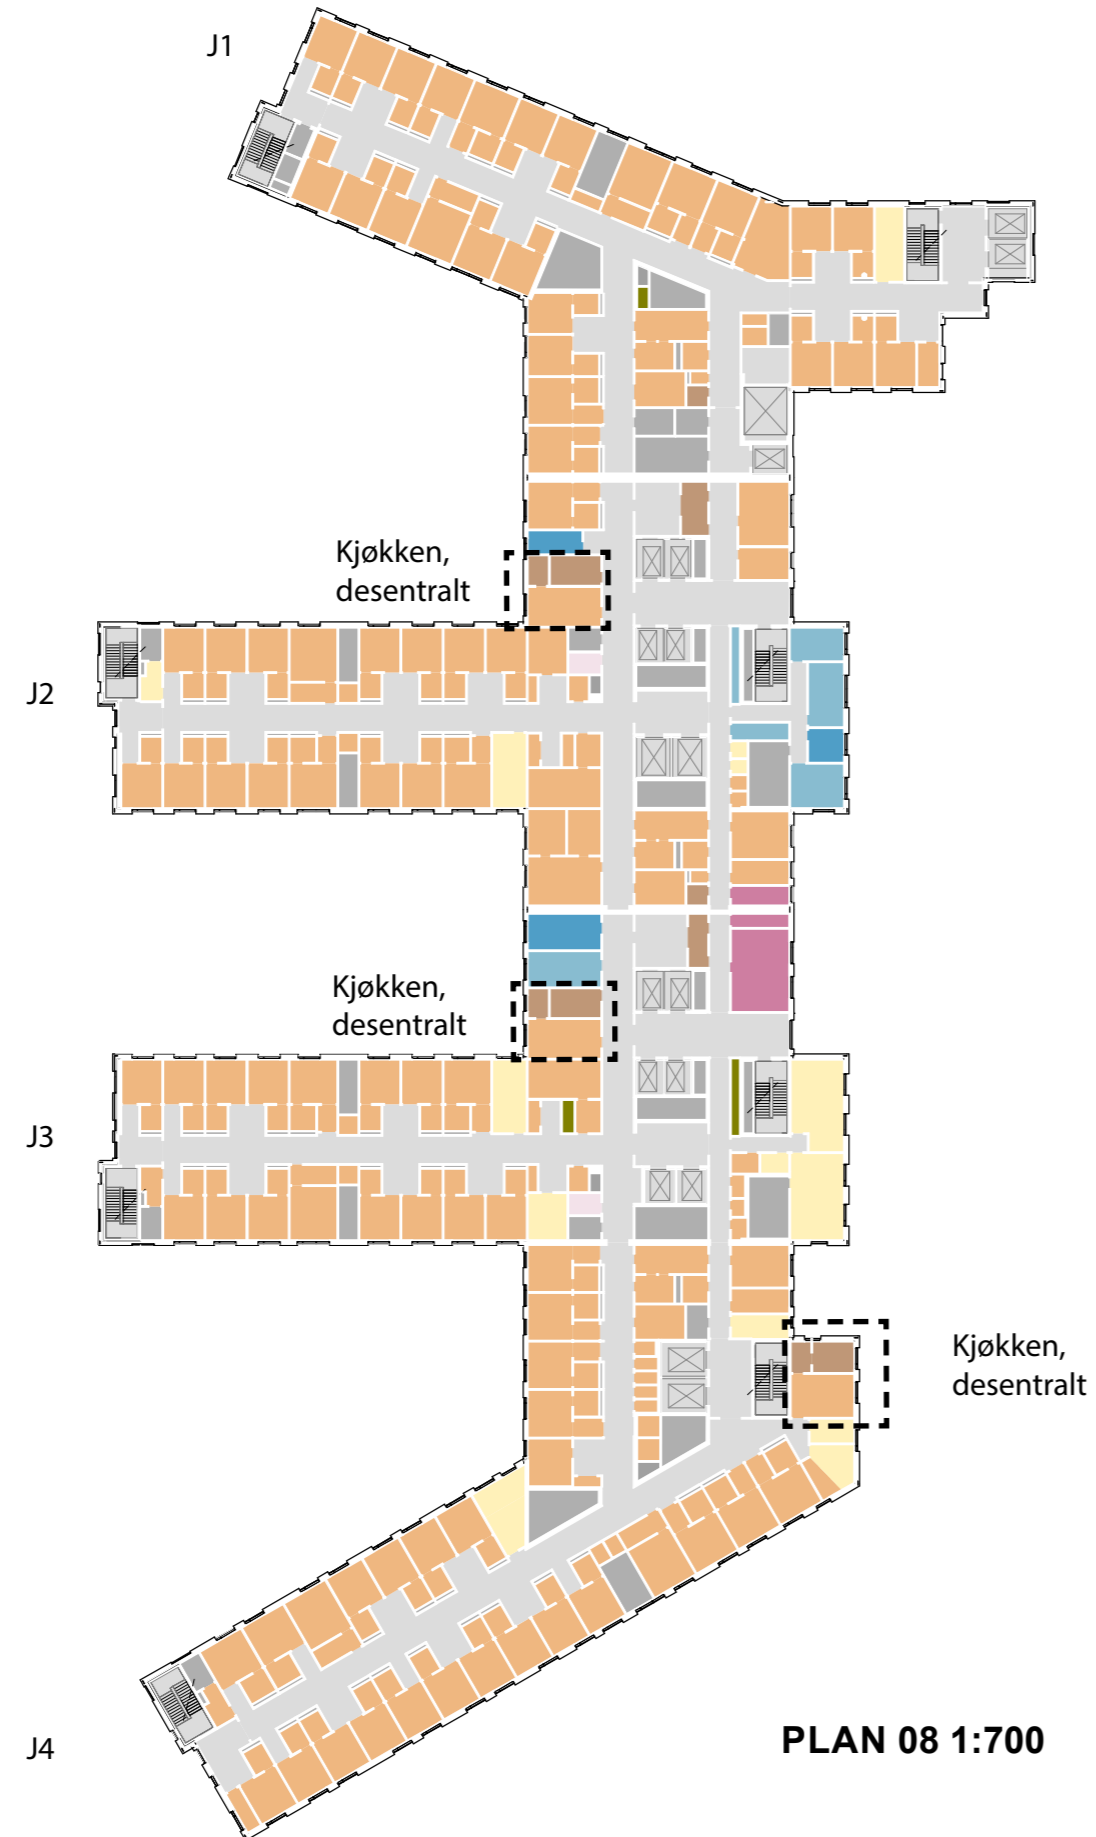 J1
Kjøkken,
desentralt
J2
Kjøkken,
desentralt
J3
Kjøkken,
desentralt
PLAN 08 1:700
J4